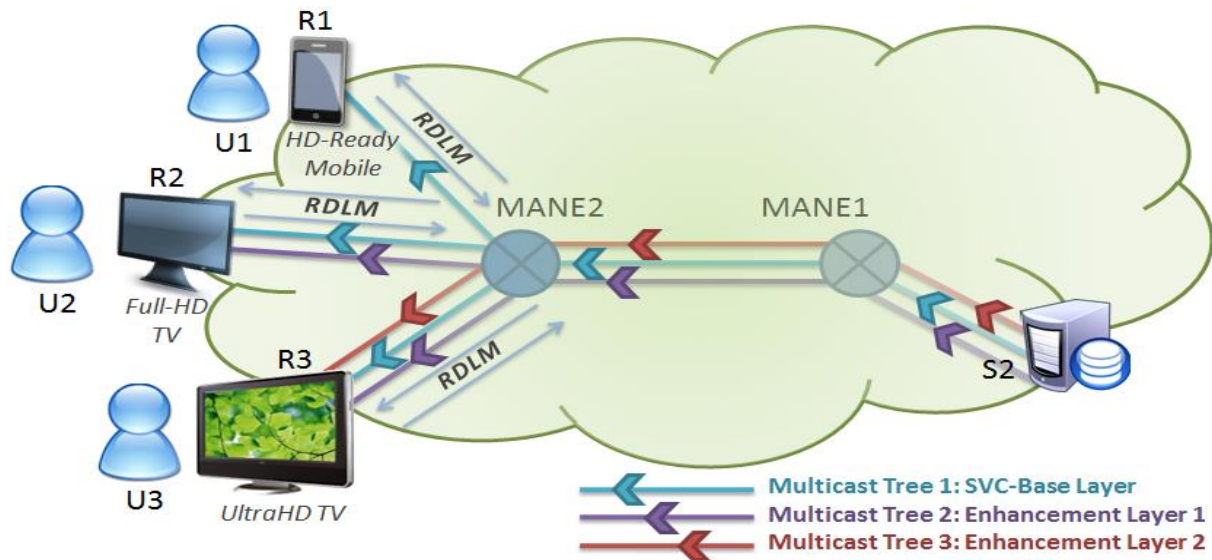 R1
U1
HD-Ready
Mobile
RDLM
R2
RDLM
MANE2
MANE1
U2
Full-HD
TV
R3
RDLM
S2
U3
UltraHD TV
Multicast Tree 1: SVC-Base Layer
Multicast Tree 2: Enhancement Layer 1
Multicast Tree 3: Enhancement Layer 2